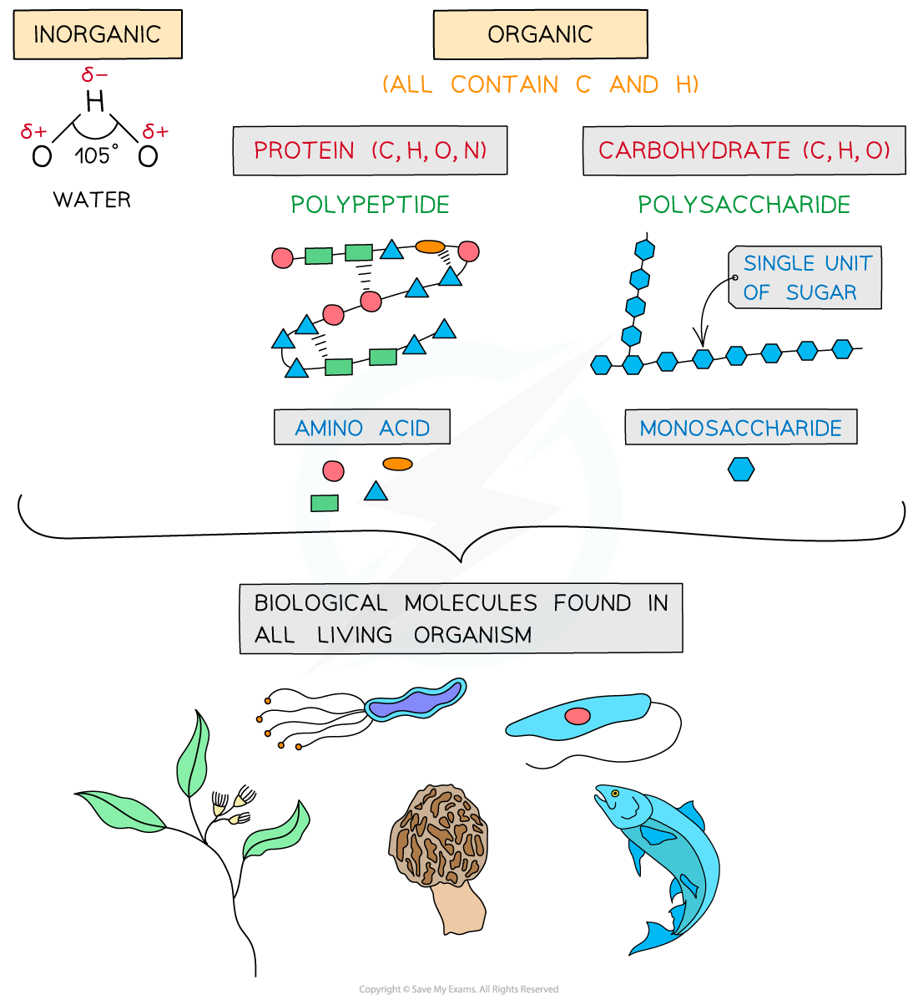 INORGANIC
δ−
H
δ+
δ+
O
105°
O
WATER
ORGANIC
(ALL CONTAIN C AND H)
PROTEIN (C, H, O, N)
POLYPEPTIDE
AMINO ACID
CARBOHYDRATE (C, H, O)
POLYSACCHARIDE
SINGLE UNIT
OF SUGAR
MONOSACCHARIDE
BIOLOGICAL MOLECULES FOUND IN
ALL LIVING ORGANISM
Copyright © Save My Exams. All Rights Reserved